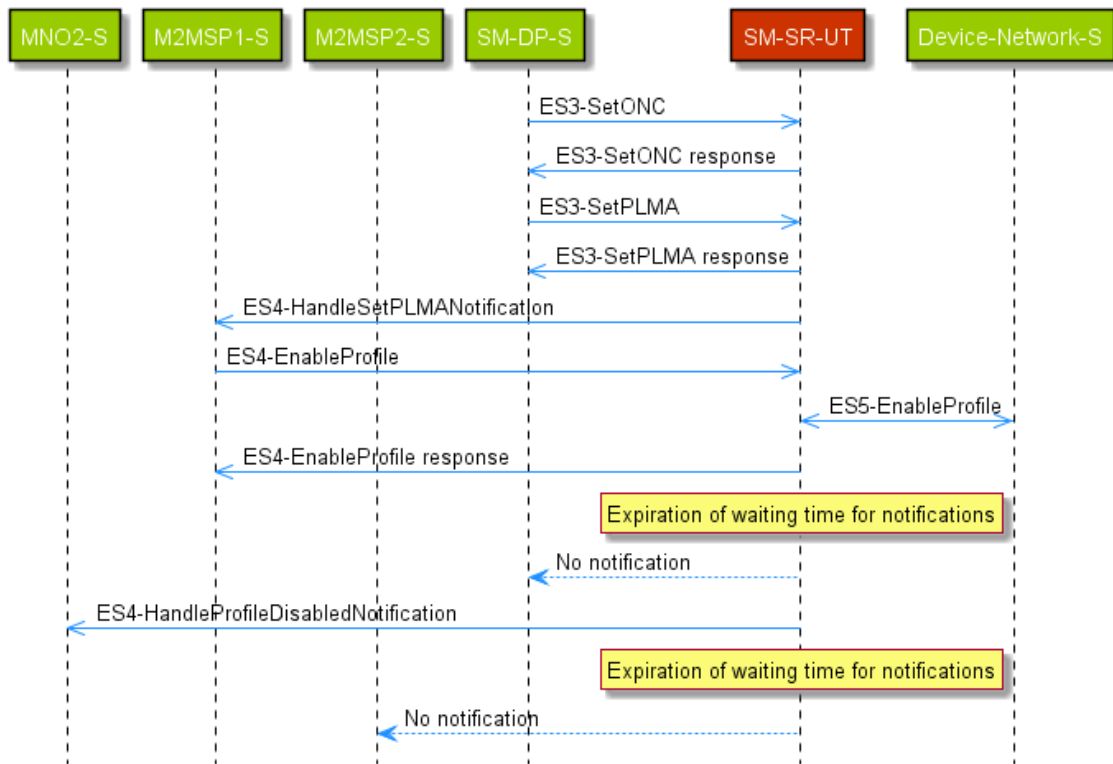 MNO2-S
M2MSP1-S
M2MSP2-S
SM-DP-S
SM-SR-UT
Device-Network-S
ES3-SetONC
ES3-SetONC response
ES3-SetPLMA
ES3-SetPLMA response
ES4-HandleSetPLMANotification
ES4-EnableProfile
ES5-EnableProfile
ES4-EnableProfile response
Expiration of waiting time for notifications
No notification
ES4-HandleProfileDisabledNotification
Expiration of waiting time for notifications
No notification